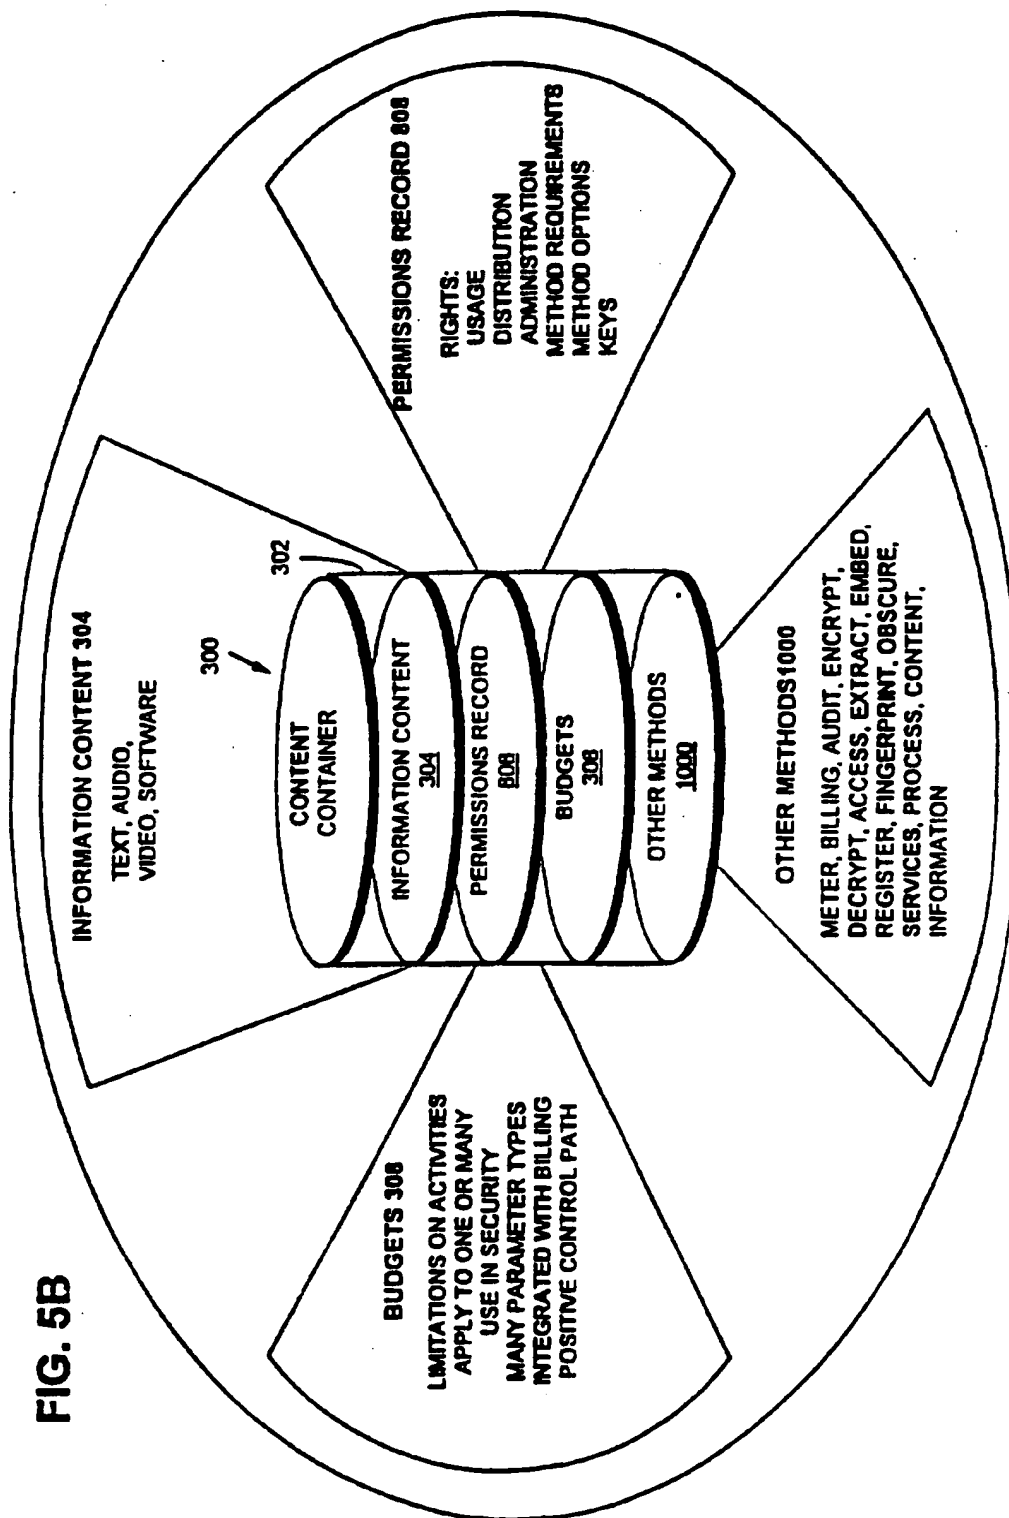 FIG. 5B
INFORMATION CONTENT 304
TEXT, AUDIO,
VIDEO, SOFTWARE
300
302
CONTENT
CONTAINER
INFORMATION CONTENT
304
PERMISSIONS RECORD
808
BUDGETS
308
OTHER METHODS
1000
BUDGETS 308
LIMITATIONS ON ACTIVITIES
APPLY TO ONE OR MANY
USE IN SECURITY
MANY PARAMETER TYPES
INTEGRATED WITH BILLING
POSITIVE CONTROL PATH
PERMISSIONS RECORD 808
RIGHTS:
USAGE
DISTRIBUTION
ADMINISTRATION
METHOD REQUIREMENTS
METHOD OPTIONS
KEYS
OTHER METHODS1000
METER, BILLING, AUDIT, ENCRYPT,
DECRYPT, ACCESS, EXTRACT, EMBED,
REGISTER, FINGERPRINT, OBSCURE,
SERVICES, PROCESS, CONTENT,
INFORMATION